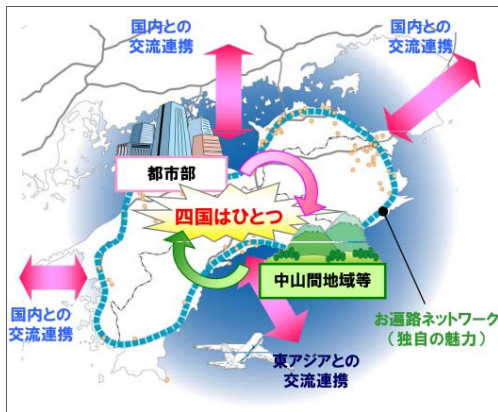 国内との
交流連携
国内との
交流連携
都市部
四国はひとつ
中山間地域等
国内との
交流連携
お遍路ネットワーク
（独自の魅力）
東アジアとの
交流連携